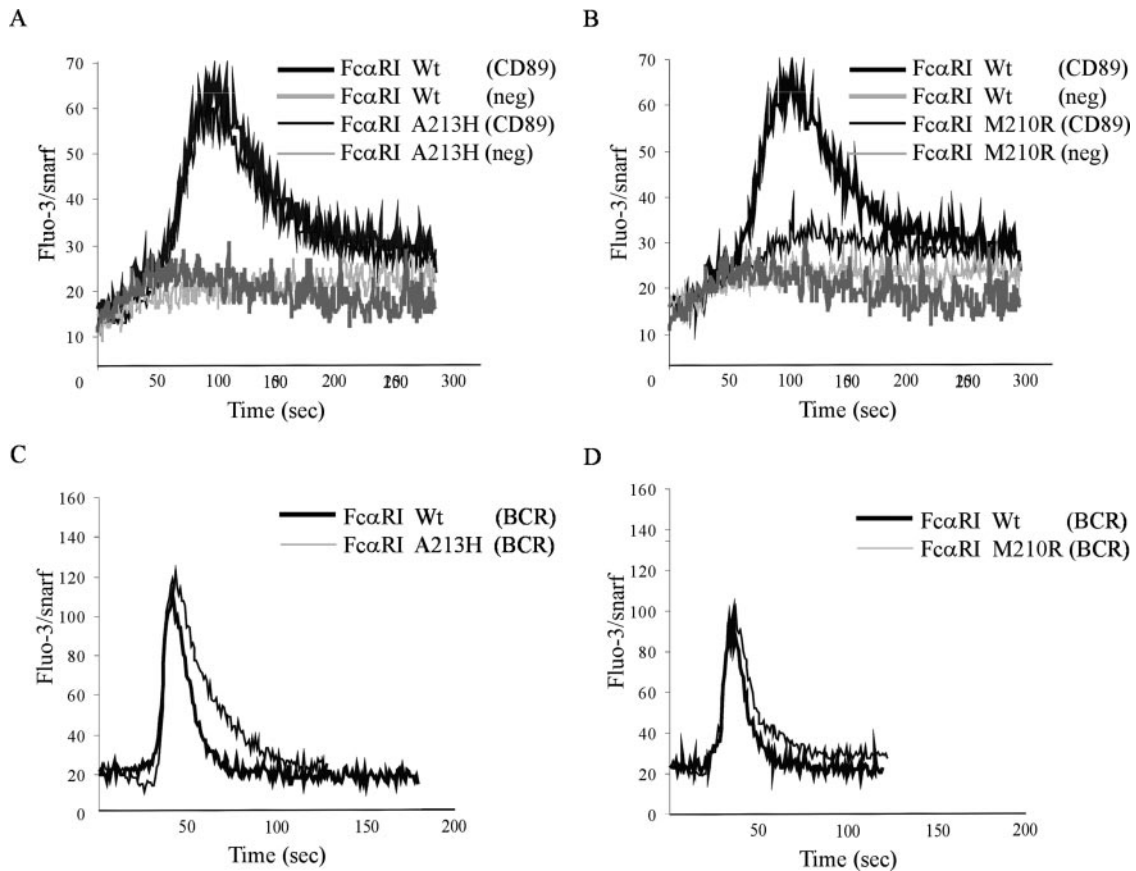 A
FcαRI Wt (CD89)
FcαRI Wt (neg)
FcαRI A213H (CD89)
FcαRI A213H (neg)
Fluo-3/snarf
70
60
50
40
30
20
10
0
50
100
150
200
250
300
Time (sec)
B
FcαRI Wt (CD89)
FcαRI Wt (neg)
FcαRI M210R (CD89)
FcαRI M210R (neg)
Fluo-3/snarf
70
60
50
40
30
20
10
0
50
100
150
200
250
300
Time (sec)
C
FcαRI Wt (BCR)
FcαRI A213H (BCR)
Fluo-3/snarf
160
140
120
100
80
60
40
20
0
50
100
150
200
Time (sec)
D
FcαRI Wt (BCR)
FcαRI M210R (BCR)
Fluo-3/snarf
160
140
120
100
80
60
40
20
0
50
100
150
200
Time (sec)